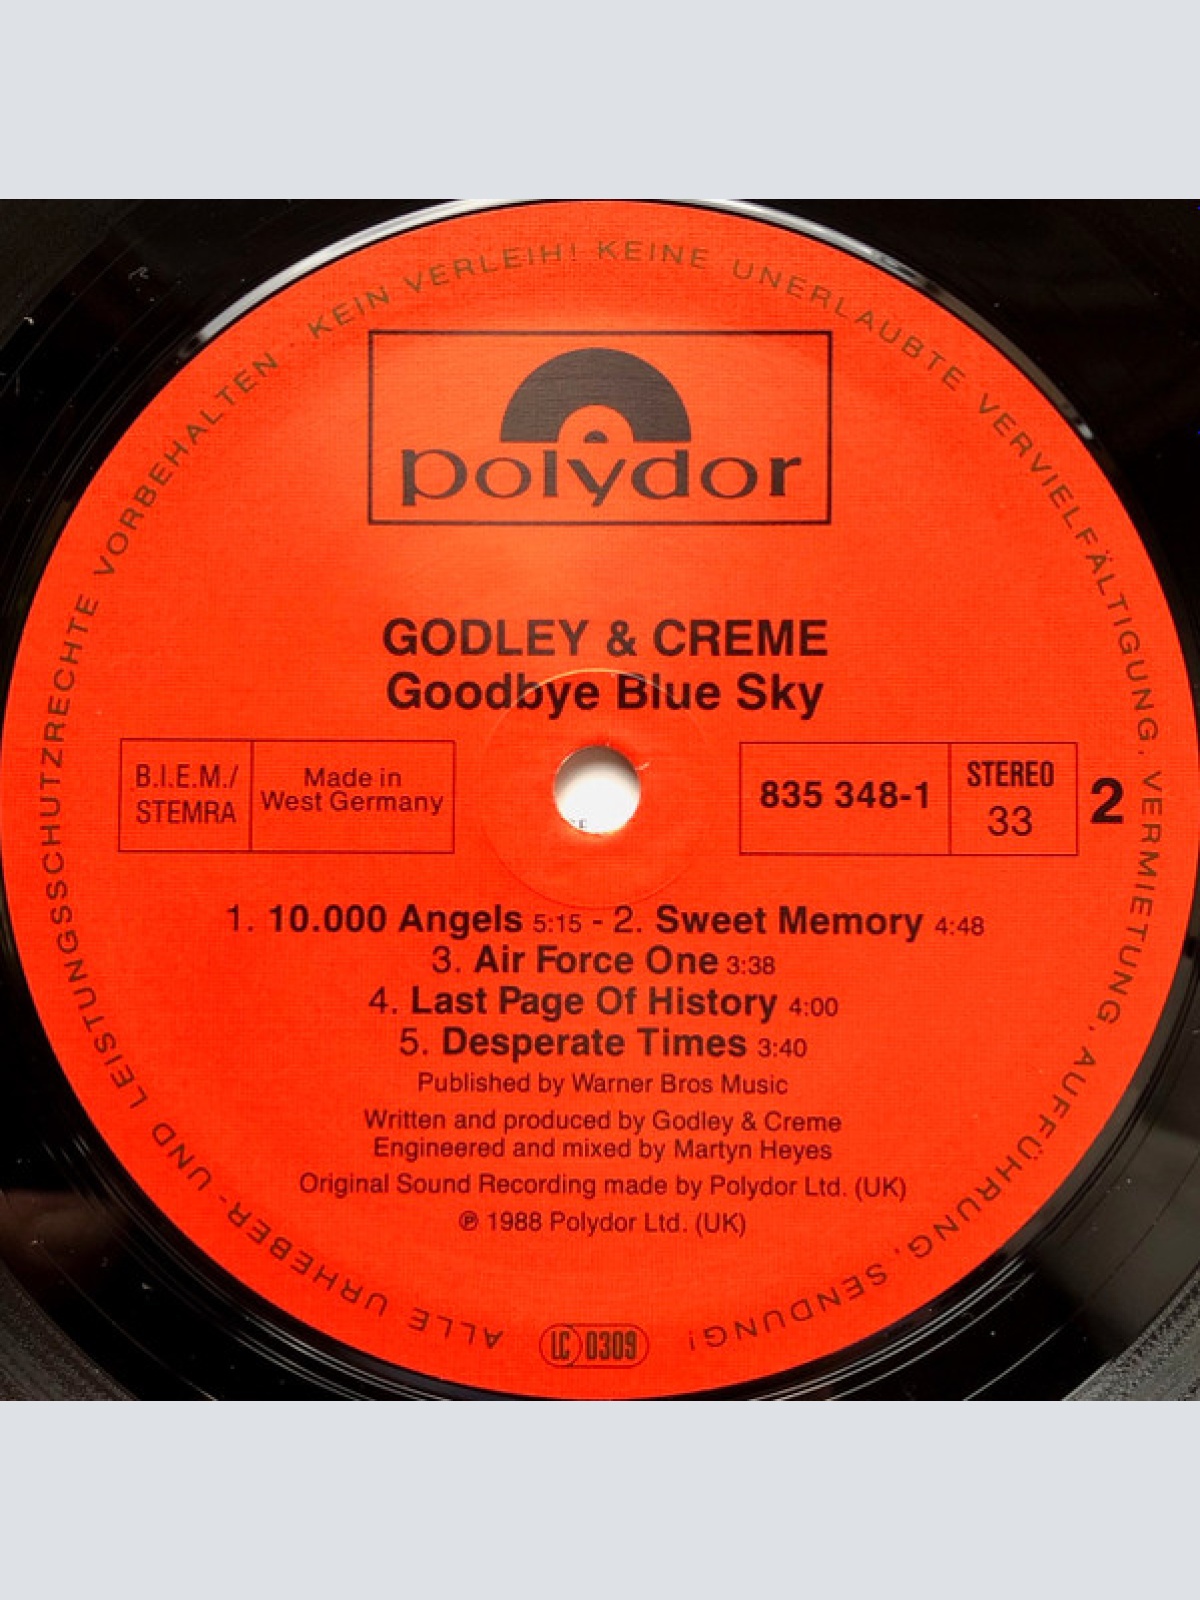 ALLE URHEBER- UND LEISTUNGSSCHUTZRECHTE VORBEHALTEN · KEIN VERLEIH! KEINE UNERLAUBTE VERVIELFÄLTIGUNG, VERMIETUNG, AUFFÜHRUNG, SENDUNG!
polydor
GODLEY & CREME
Goodbye Blue Sky
B.I.E.M./
STEMRA
Made in
West Germany
835 348-1
STEREO
33
2
1. 10.000 Angels 5:15 - 2. Sweet Memory 4:48
3. Air Force One 3:38
4. Last Page Of History 4:00
5. Desperate Times 3:40
Published by Warner Bros Music
Written and produced by Godley & Creme
Engineered and mixed by Martyn Heyes
Original Sound Recording made by Polydor Ltd. (UK)
℗ 1988 Polydor Ltd. (UK)
LC 0309